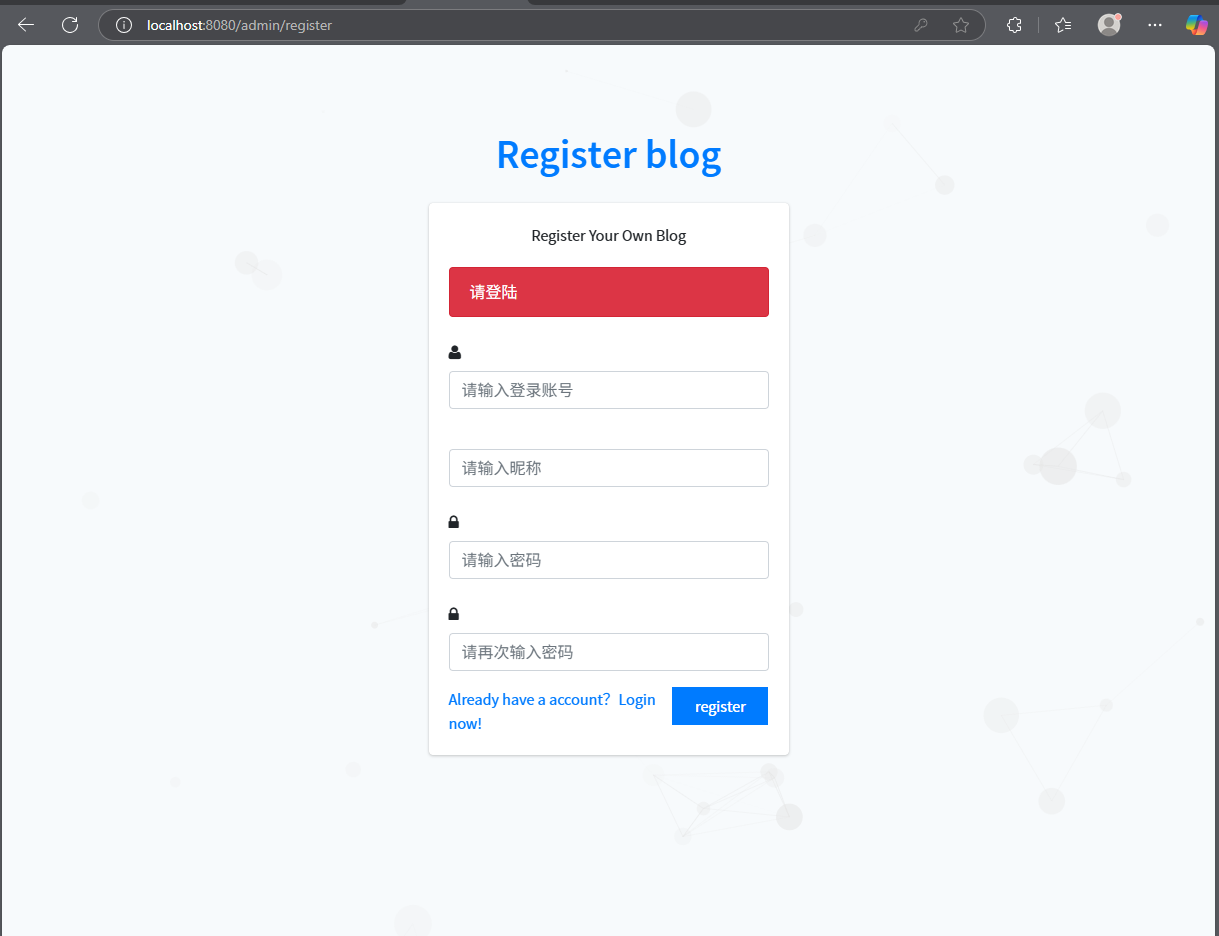 localhost:8080/admin/register
Register blog
Register Your Own Blog
请登陆
请输入登录账号
请输入昵称
请输入密码
请再次输入密码
Already have a account？Login
now!
register